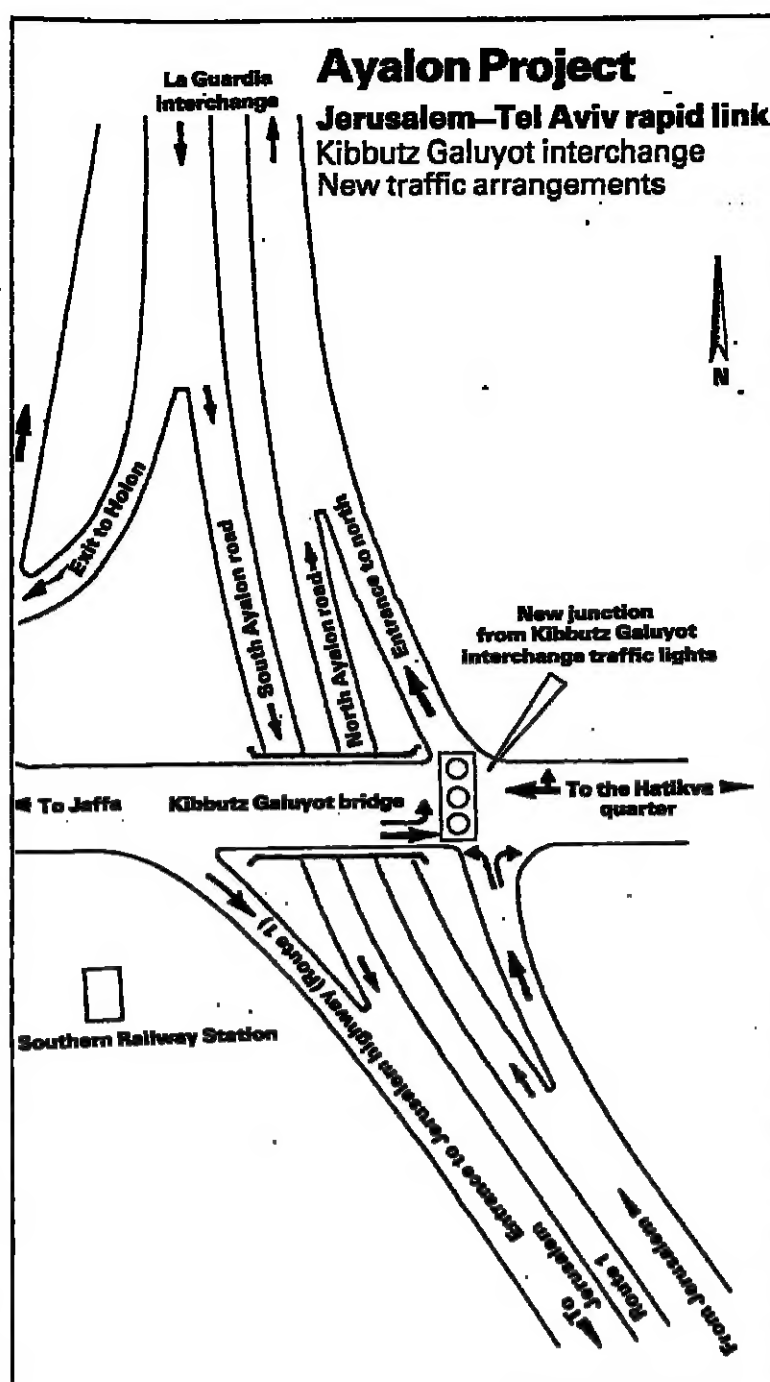 Ayalon Project
Jerusalem–Tel Aviv rapid link
Kibbutz Galuyot interchange
New traffic arrangements
La Guardia
interchange
N
Exit to Holon
South Ayalon road
North Ayalon road
Entrance to north
New junction
from Kibbutz Galuyot
interchange traffic lights
To Jaffa
Kibbutz Galuyot bridge
To the Hatikva
quarter
Southern Railway Station
Entrance to Jerusalem highway (Route 1)
To
Jerusalem
Route 1
From Jerusalem